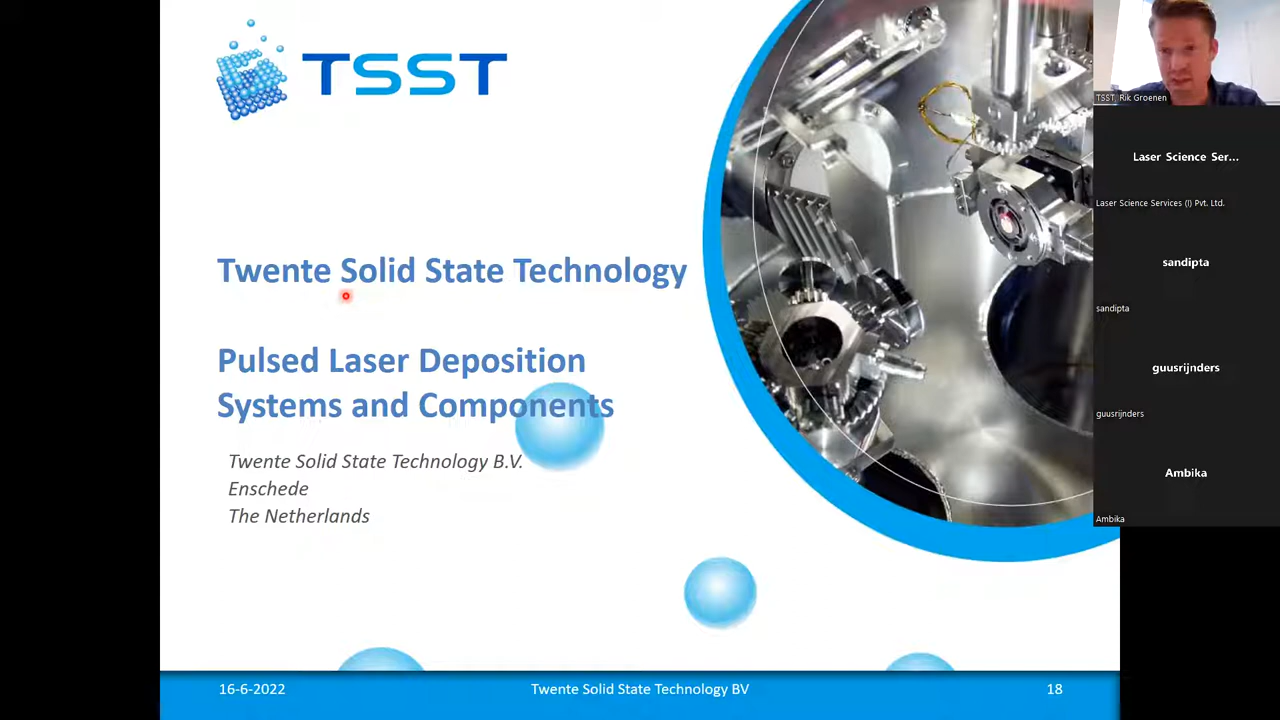 TSST
Twente Solid State Technology
Pulsed Laser Deposition
Systems and Components
Twente Solid State Technology B.V.
Enschede
The Netherlands
16-6-2022
Twente Solid State Technology BV
18
TSST_Rik Groenen
Laser Science Ser...
Laser Science Services (I) Pvt. Ltd.
sandipta
sandipta
guusrijnders
guusrijnders
Ambika
Ambika